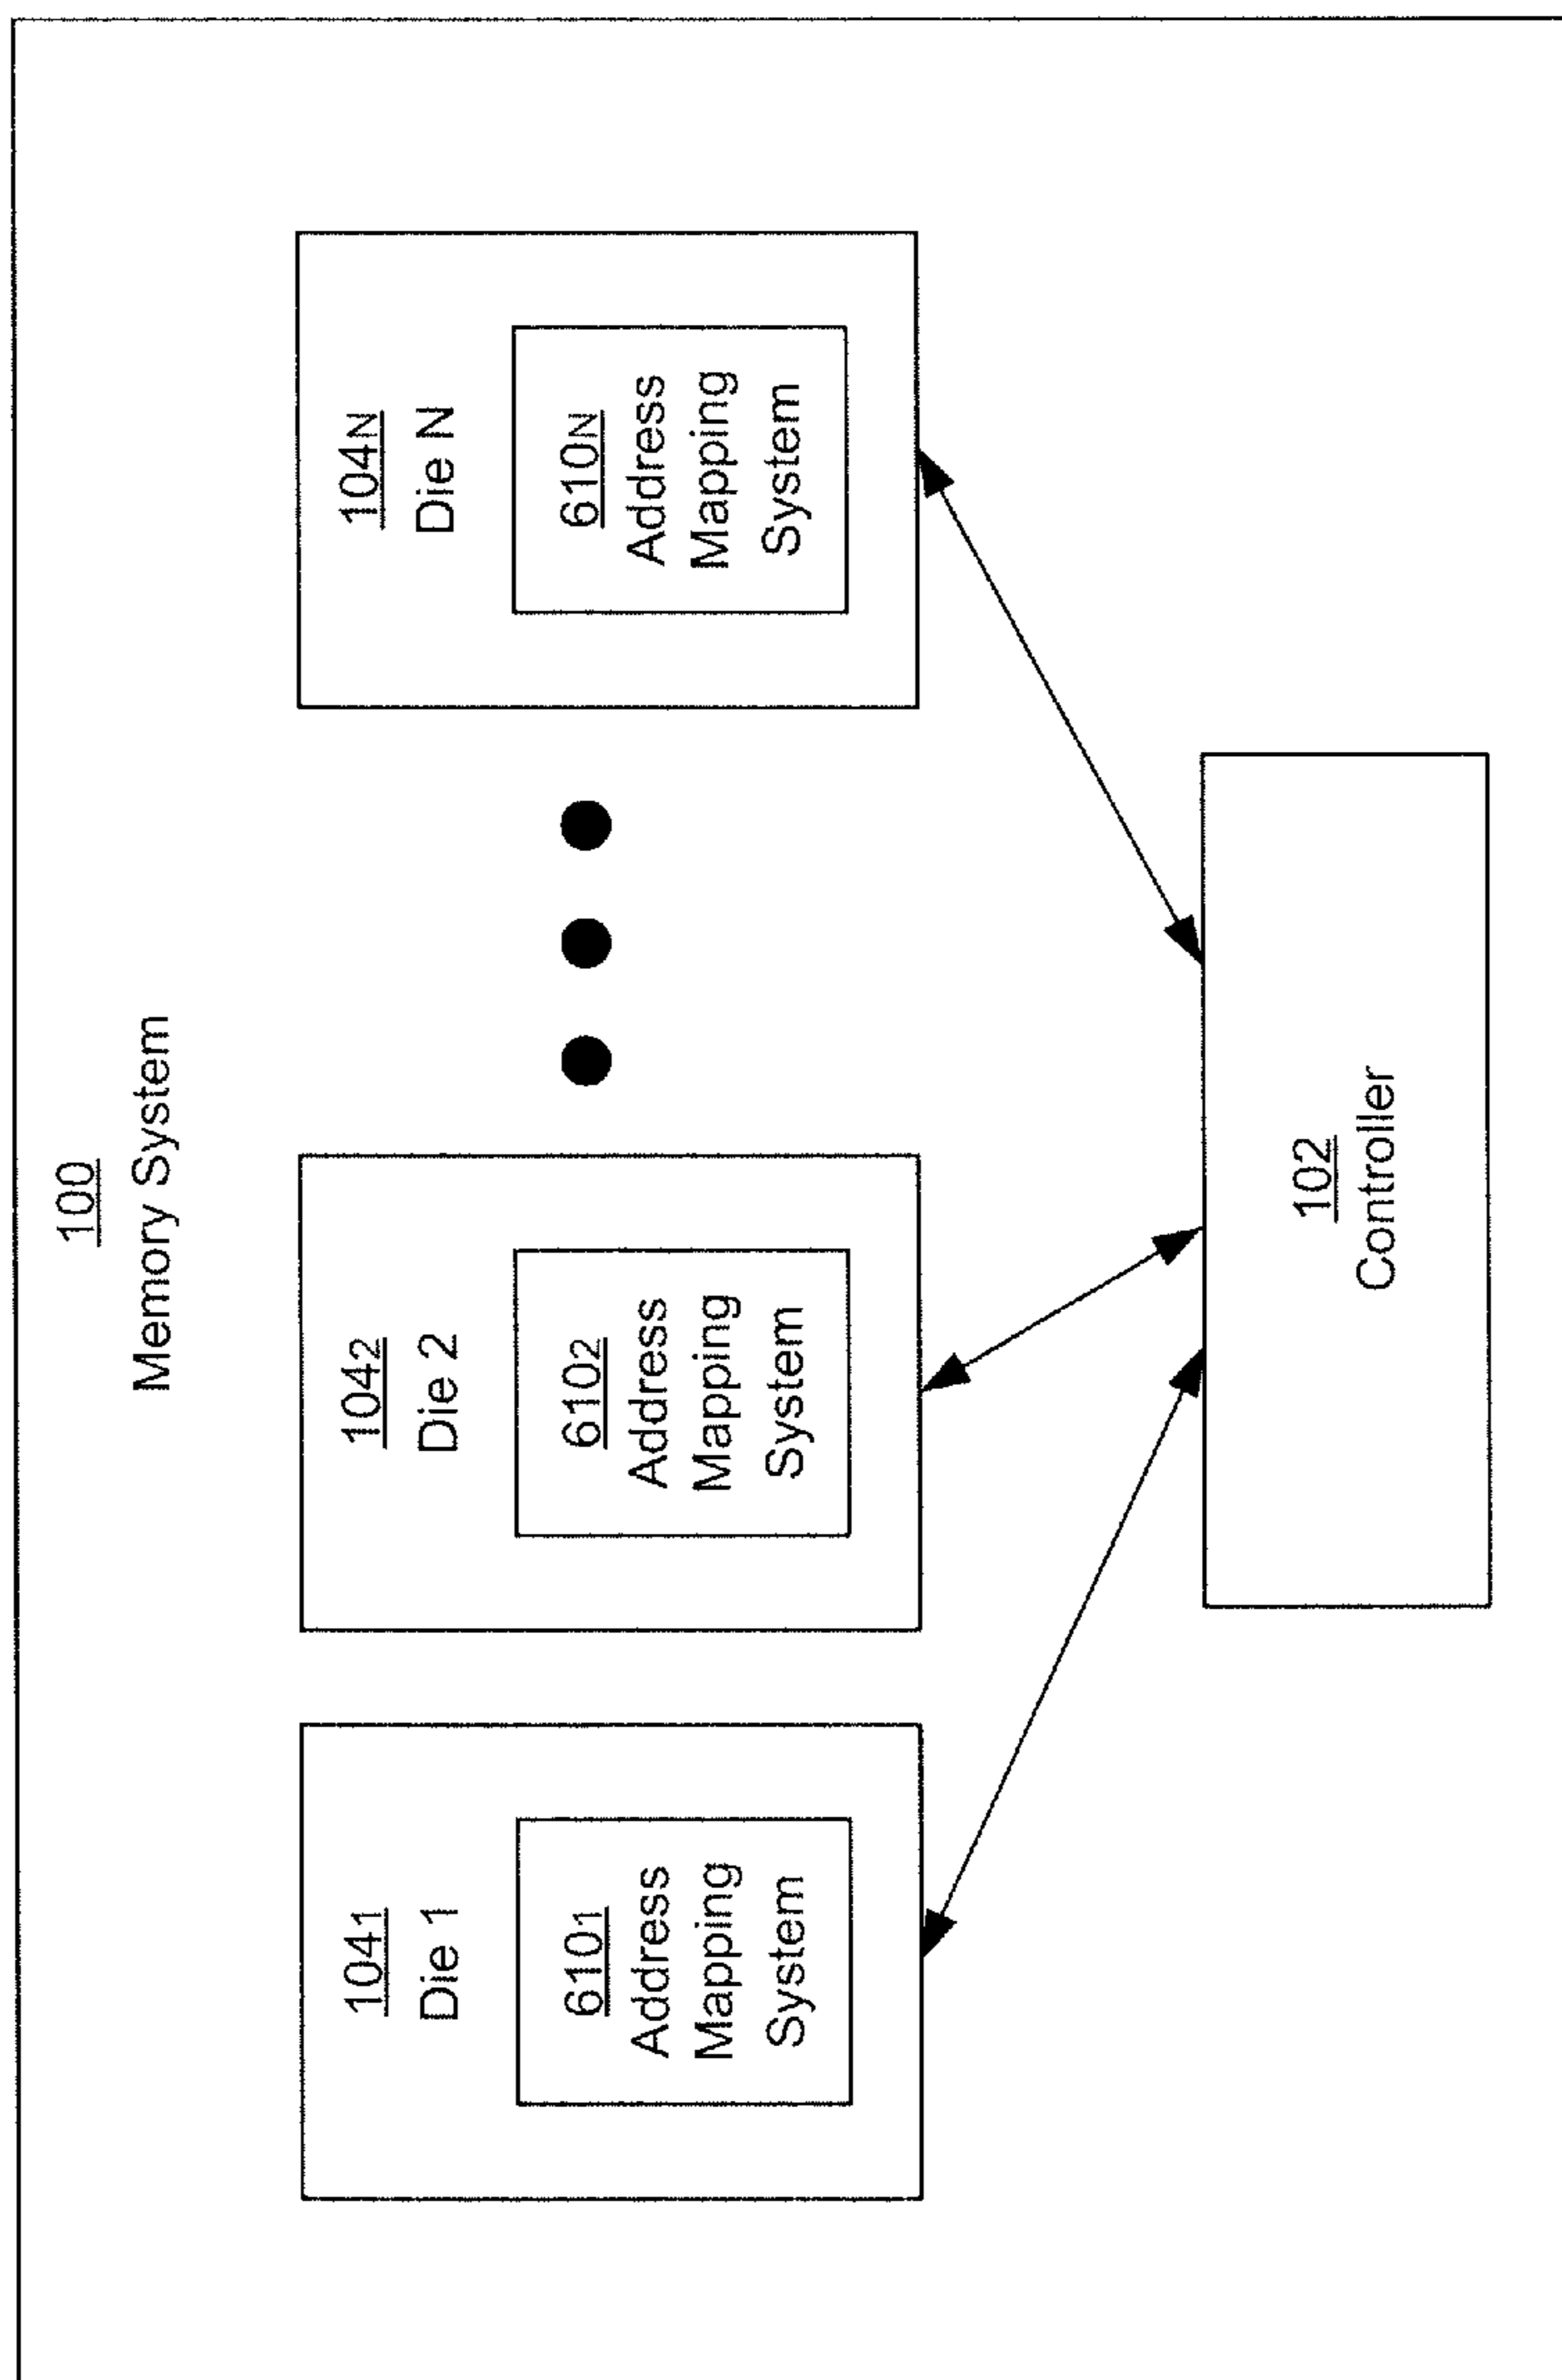 100
Memory System
104₁
Die 1
610₁
Address
Mapping
System
104₂
Die 2
610₂
Address
Mapping
System
104N
Die N
610N
Address
Mapping
System
102
Controller